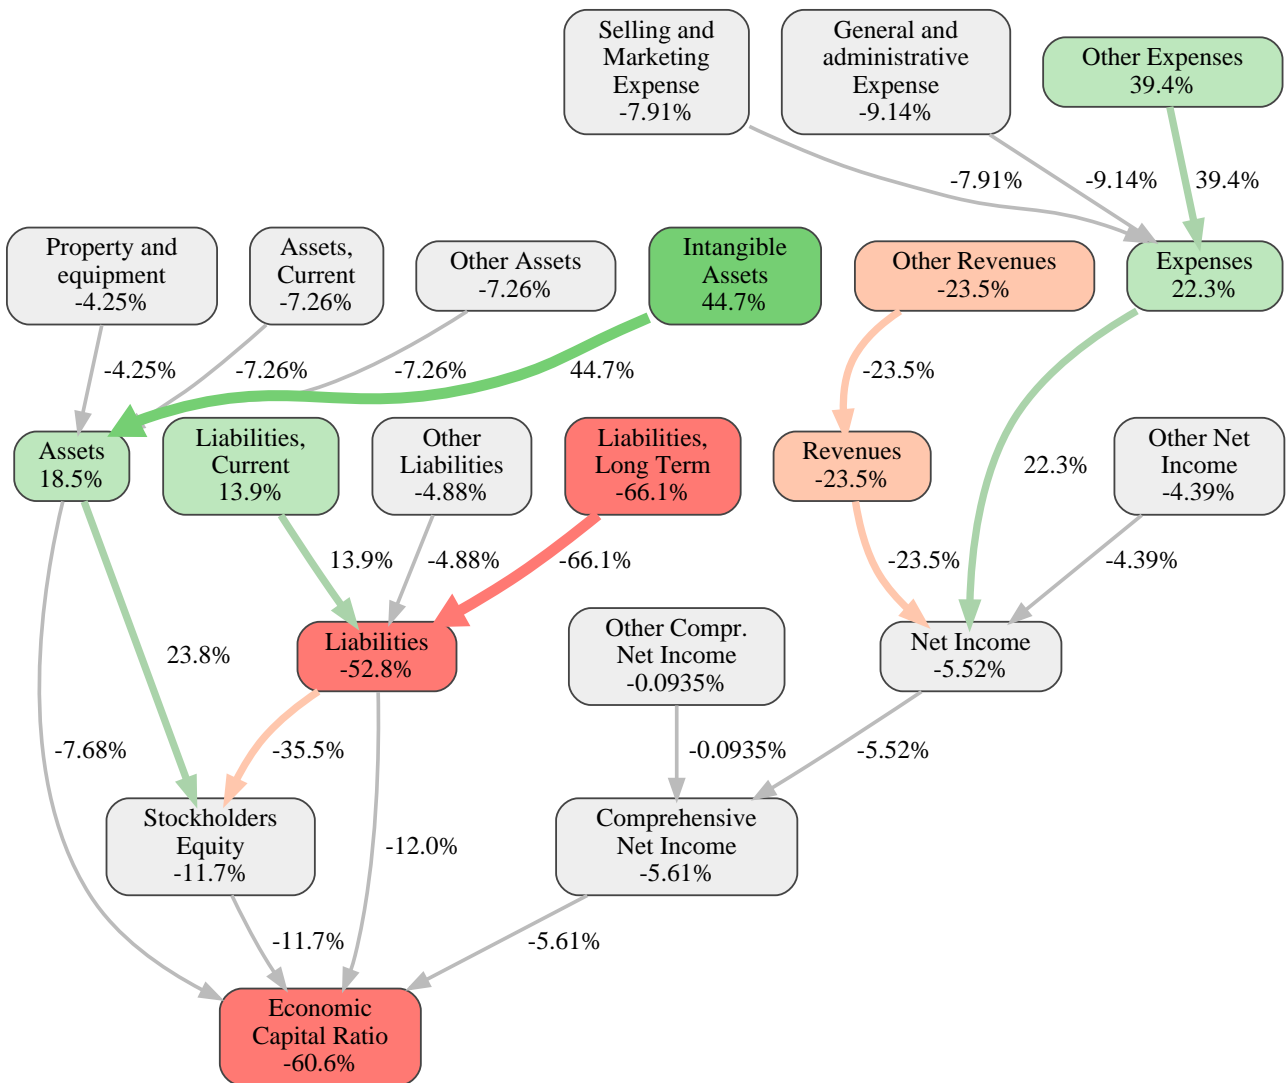 Selling and
Marketing
Expense
-7.91%
General and
administrative
Expense
-9.14%
Other Expenses
39.4%
-7.91%
-9.14%
39.4%
Property and
equipment
-4.25%
Assets,
Current
-7.26%
Other Assets
-7.26%
Intangible
Assets
44.7%
Other Revenues
-23.5%
Expenses
22.3%
-4.25%
-7.26%
-7.26%
44.7%
-23.5%
22.3%
Assets
18.5%
Liabilities,
Current
13.9%
Other
Liabilities
-4.88%
Liabilities,
Long Term
-66.1%
Revenues
-23.5%
Other Net
Income
-4.39%
13.9%
-4.88%
-66.1%
-23.5%
-4.39%
23.8%
Liabilities
-52.8%
Other Compr.
Net Income
-0.0935%
Net Income
-5.52%
-7.68%
-35.5%
-12.0%
-0.0935%
-5.52%
Stockholders
Equity
-11.7%
Comprehensive
Net Income
-5.61%
-11.7%
-5.61%
Economic
Capital Ratio
-60.6%